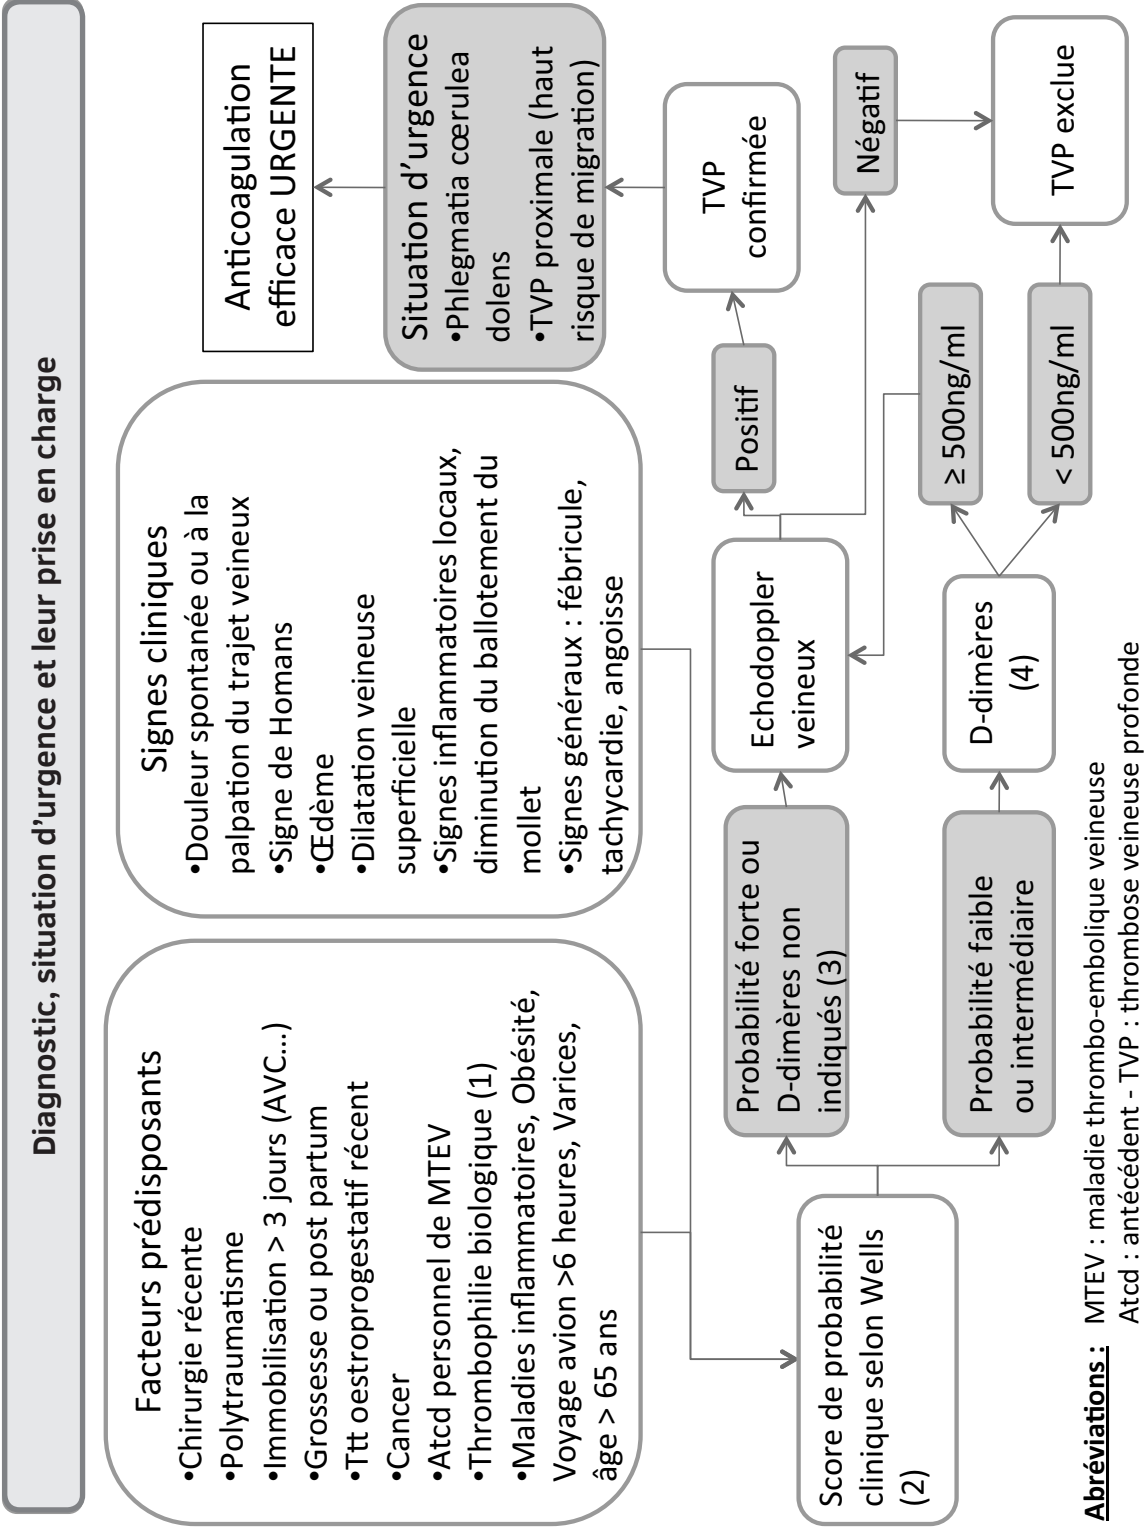 Diagnostic, situation d'urgence et leur prise en charge
Facteurs prédisposants
•Chirurgie récente
•Polytraumatisme
•Immobilisation > 3 jours (AVC…)
•Grossesse ou post partum
•Ttt oestroprogestatif récent
•Cancer
•Atcd personnel de MTEV
•Thrombophilie biologique (1)
•Maladies inflammatoires, Obésité,
Voyage avion >6 heures, Varices,
âge > 65 ans
Signes cliniques
•Douleur spontanée ou à la
palpation du trajet veineux
•Signe de Homans
•Œdème
•Dilatation veineuse
superficielle
•Signes inflammatoires locaux,
diminution du ballotement du
mollet
•Signes généraux : fébricule,
tachycardie, angoisse
Anticoagulation
efficace URGENTE
Situation d'urgence
•Phlegmatia cœrulea
dolens
•TVP proximale (haut
risque de migration)
Score de probabilité
clinique selon Wells
(2)
Probabilité forte ou
D-dimères non
indiqués (3)
Echodoppler
veineux
Positif
TVP
confirmée
Négatif
Probabilité faible
ou intermédiaire
D-dimères
(4)
≥ 500ng/ml
< 500ng/ml
TVP exclue
Abréviations : MTEV : maladie thrombo-embolique veineuse
Atcd : antécédent - TVP : thrombose veineuse profonde